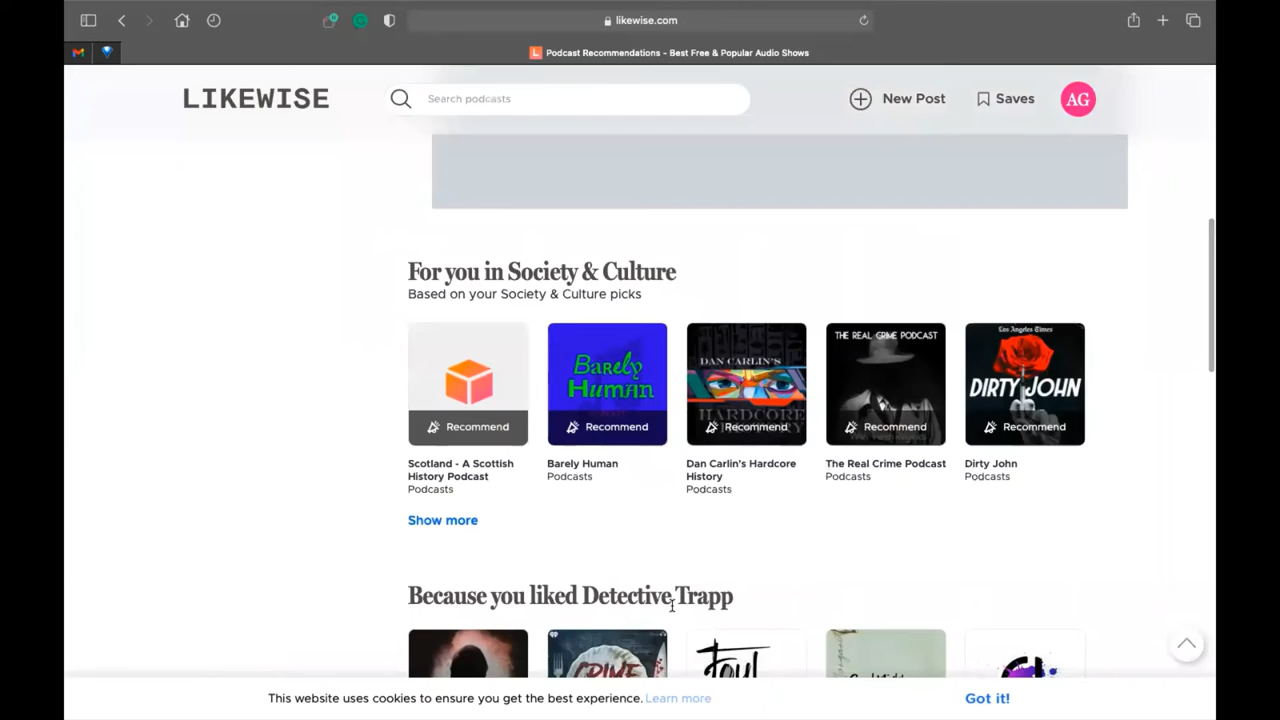 likewise.com
Podcast Recommendations - Best Free & Popular Audio Shows
LIKEWISE
Search podcasts
New Post
Saves
AG
For you in Society & Culture
Based on your Society & Culture picks
BARELY
HUMAN
DAN CARLIN'S
HARDCORE
THE REAL CRIME PODCAST
Los Angeles Times
DIRTY JOHN
Recommend
Recommend
Recommend
Recommend
Recommend
Scotland - A Scottish
History Podcast
Podcasts
Barely Human
Podcasts
Dan Carlin's Hardcore
History
Podcasts
The Real Crime Podcast
Podcasts
Dirty John
Podcasts
Show more
Because you liked Detective Trapp
CRIME
Foul
This website uses cookies to ensure you get the best experience. Learn more
Got it!